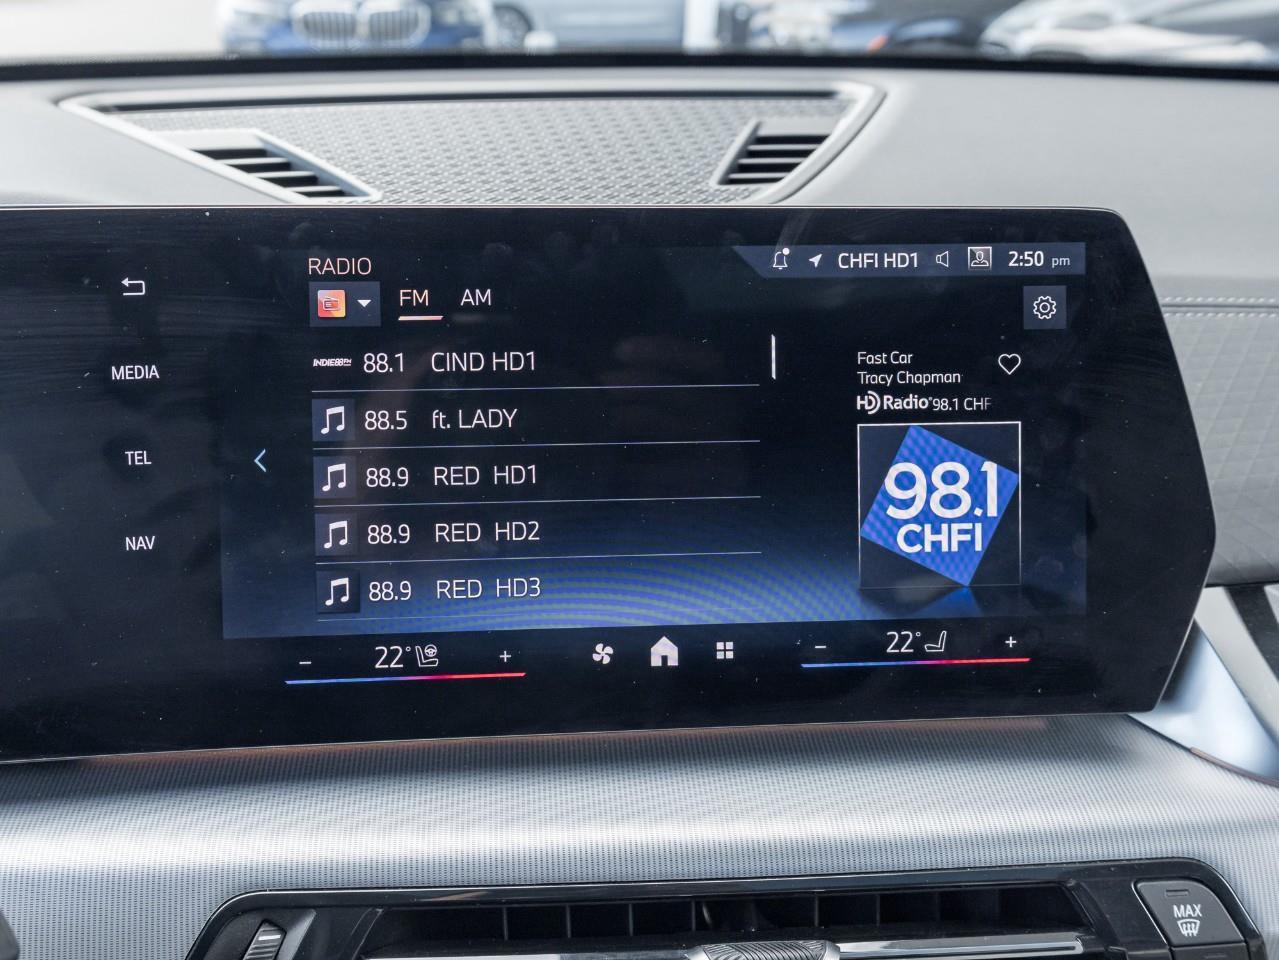 RADIO
CHFI HD1
2:50 pm
FM AM
MEDIA
TEL
NAV
INDIE88FM 88.1 CIND HD1
88.5 ft. LADY
88.9 RED HD1
88.9 RED HD2
88.9 RED HD3
Fast Car
Tracy Chapman
HD Radio 98.1 CHF
98.1
CHFI
− 22° +
− 22° +
MAX